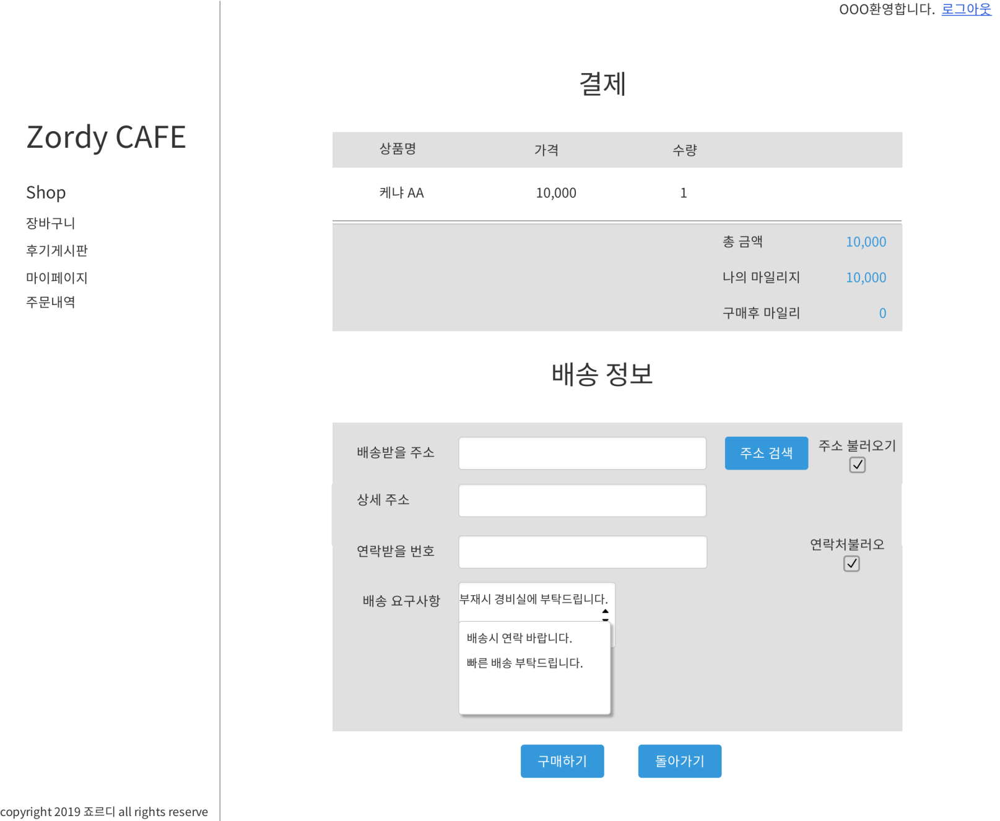 OOO환영합니다. 로그아웃
Zordy CAFE
Shop
장바구니
후기게시판
마이페이지
주문내역
copyright 2019 죠르디 all rights reserve
결제
상품명 가격 수량
케냐 AA 10,000 1
총 금액 10,000
나의 마일리지 10,000
구매후 마일리 0
배송 정보
배송받을 주소 주소 검색 주소 불러오기
상세 주소
연락받을 번호 연락처불러오
배송 요구사항 부재시 경비실에 부탁드립니다.
배송시 연락 바랍니다.
빠른 배송 부탁드립니다.
구매하기 돌아가기